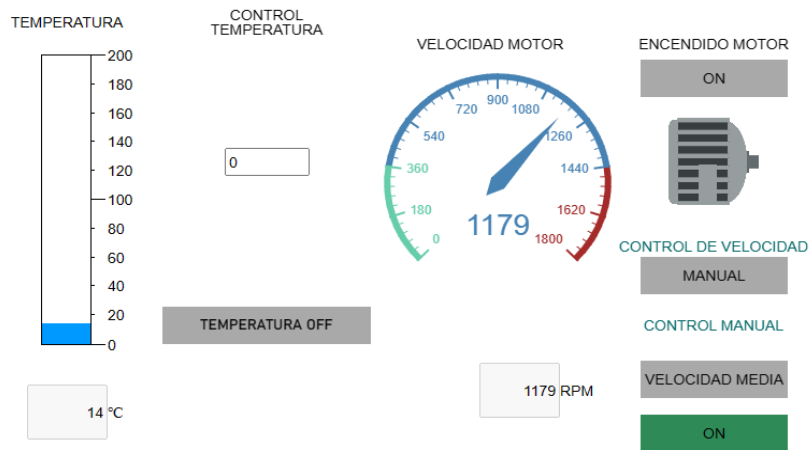 TEMPERATURA
200
180
160
140
120
100
80
60
40
20
0
14 °C
CONTROL
TEMPERATURA
0
TEMPERATURA OFF
VELOCIDAD MOTOR
0
180
360
540
720
900
1080
1260
1440
1620
1800
1179
1179 RPM
ENCENDIDO MOTOR
ON
CONTROL DE VELOCIDAD
MANUAL
CONTROL MANUAL
VELOCIDAD MEDIA
ON